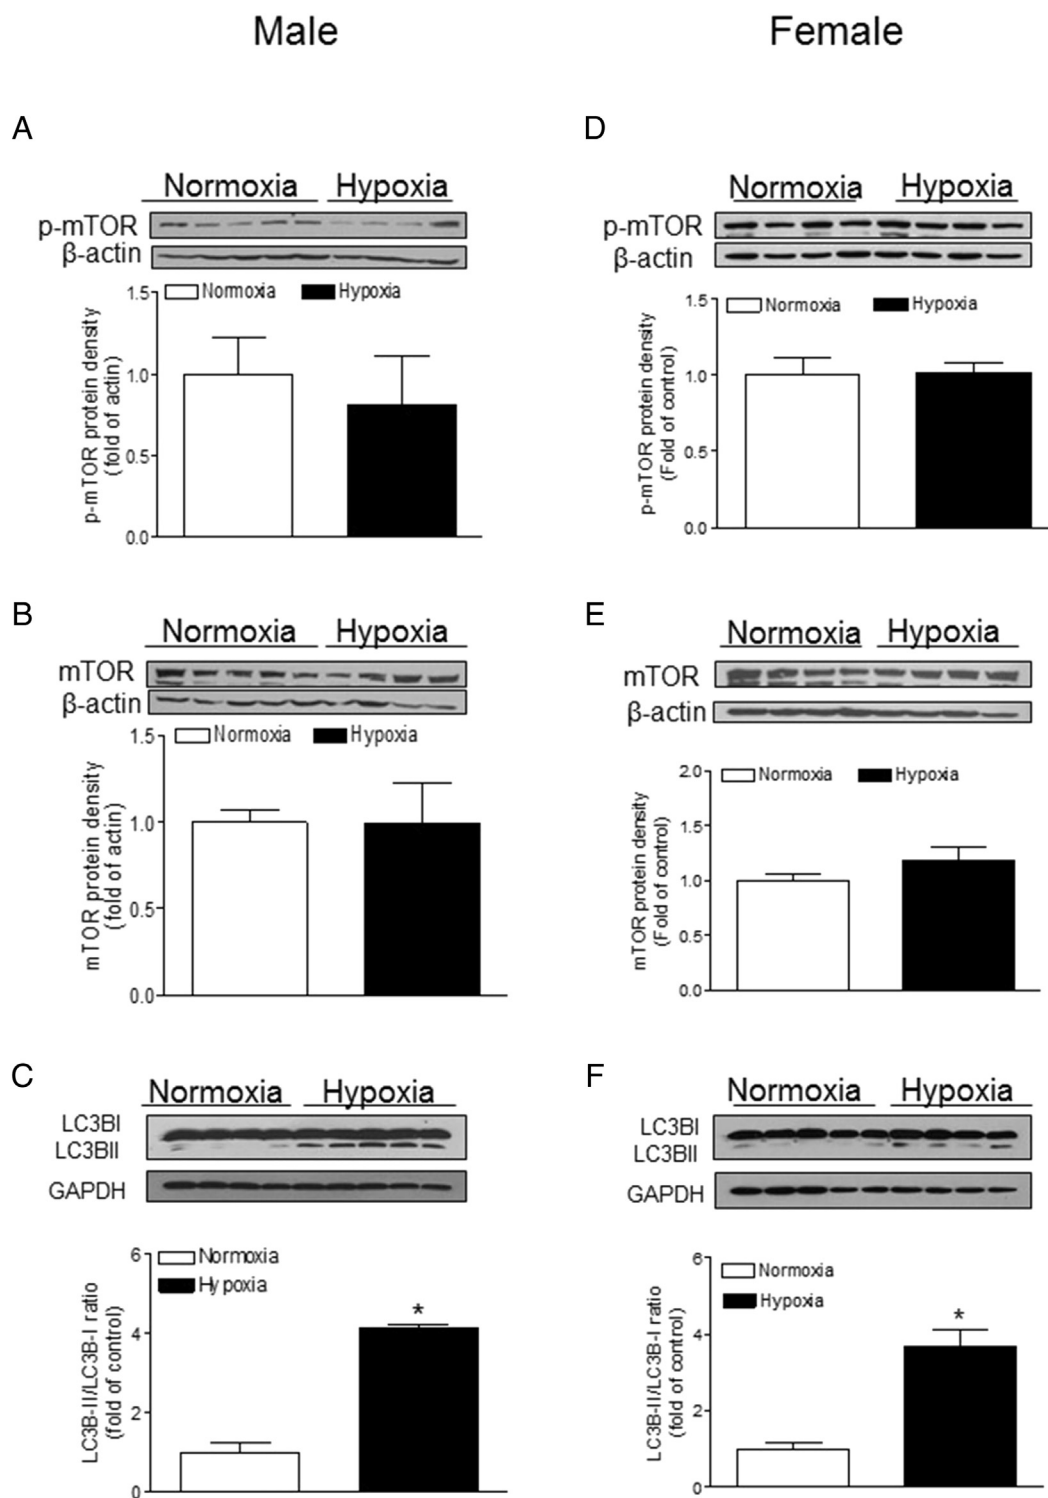 Male
Female
A
Normoxia Hypoxia
p-mTOR
β-actin
Normoxia Hypoxia
p-mTOR protein density
(fold of actin)
1.5
1.0
0.5
0.0
D
Normoxia Hypoxia
p-mTOR
β-actin
Normoxia Hypoxia
p-mTOR protein density
(Fold of control)
1.5
1.0
0.5
0.0
B
Normoxia Hypoxia
mTOR
β-actin
Normoxia Hypoxia
mTOR protein density
(fold of actin)
1.5
1.0
0.5
0.0
E
Normoxia Hypoxia
mTOR
β-actin
Normoxia Hypoxia
mTOR protein density
(Fold of control)
2.0
1.5
1.0
0.5
0.0
C
Normoxia Hypoxia
LC3BI
LC3BII
GAPDH
Normoxia
Hypoxia
LC3B-II/LC3B-I ratio
(fold of control)
6
4
2
0
*
F
Normoxia Hypoxia
LC3BI
LC3BII
GAPDH
Normoxia
Hypoxia
LC3B-II/LC3B-I ratio
(fold of control)
6
4
2
0
*